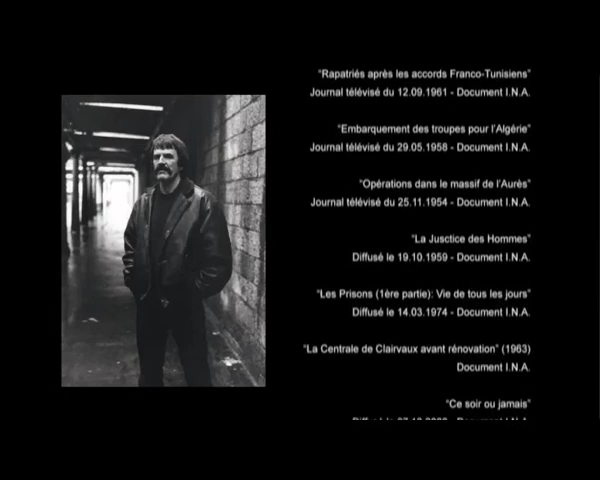 “Rapatriés après les accords Franco-Tunisiens”
Journal télévisé du 12.09.1961 - Document I.N.A.
“Embarquement des troupes pour l’Algérie”
Journal télévisé du 29.05.1958 - Document I.N.A.
“Opérations dans le massif de l’Aurès”
Journal télévisé du 25.11.1954 - Document I.N.A.
“La Jusctice des Hommes”
Diffusé le 19.10.1959 - Document I.N.A.
“Les Prisons (1ère partie): Vie de tous les jours”
Diffusé le 14.03.1974 - Document I.N.A.
“La Centrale de Clairvaux avant rénovation” (1963)
Document I.N.A.
“Ce soir ou jamais”